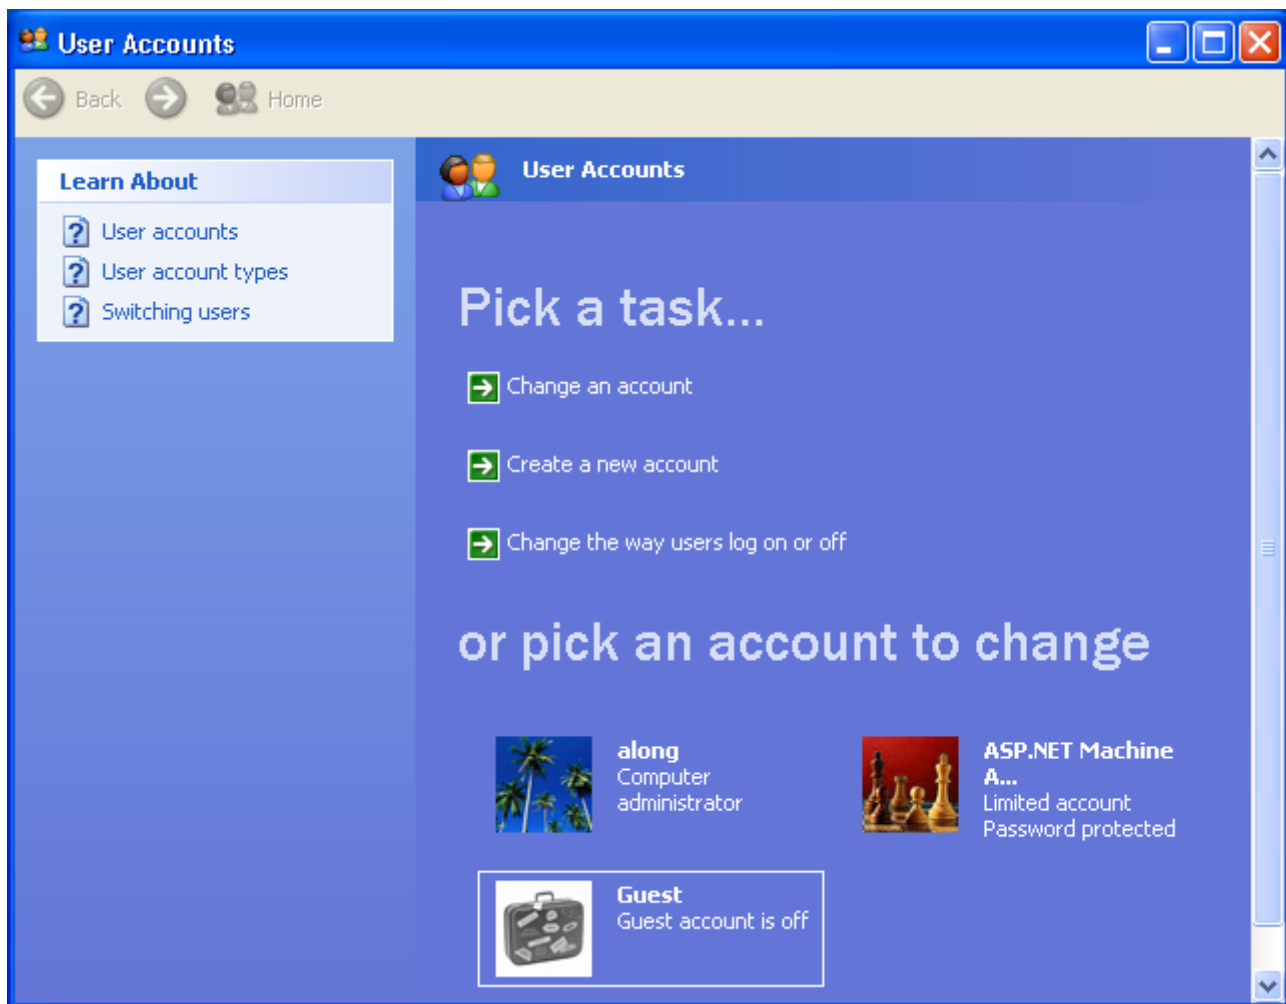 User Accounts
Back
Home
Learn About
User accounts
User account types
Switching users
User Accounts
Pick a task...
Change an account
Create a new account
Change the way users log on or off
or pick an account to change
along
Computer
administrator
ASP.NET Machine
A...
Limited account
Password protected
Guest
Guest account is off